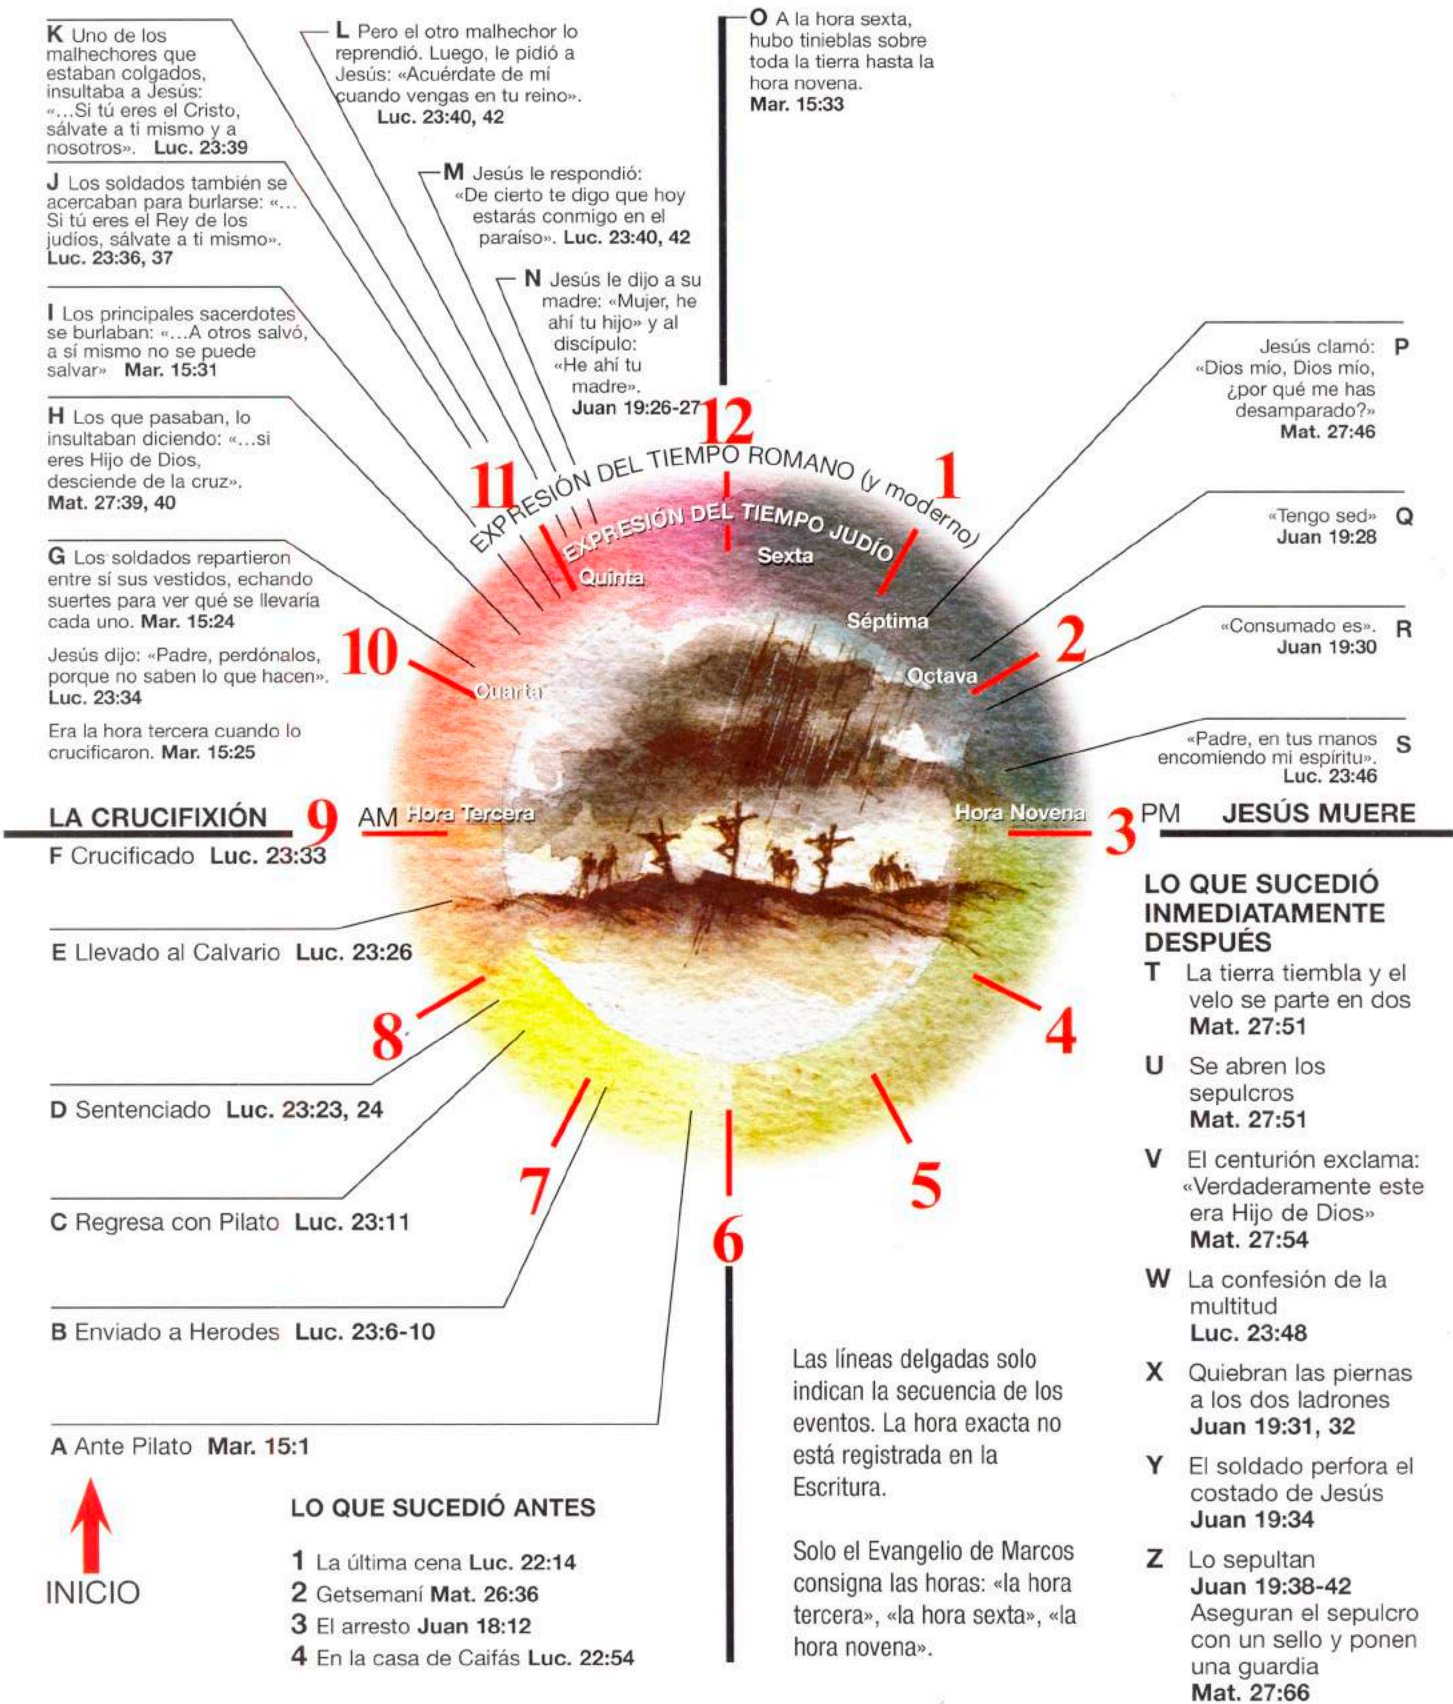 K Uno de los
malhechores que
estaban colgados,
insultaba a Jesús:
«...Si tú eres el Cristo,
sálvate a ti mismo y a
nosotros». Luc. 23:39
J Los soldados también se
acercaban para burlarse: «...
Si tú eres el Rey de los
judíos, sálvate a ti mismo».
Luc. 23:36, 37
I Los principales sacerdotes
se burlaban: «...A otros salvó,
a sí mismo no se puede
salvar» Mar. 15:31
H Los que pasaban, lo
insultaban diciendo: «...si
eres Hijo de Dios,
desciende de la cruz».
Mat. 27:39, 40
G Los soldados repartieron
entre sí sus vestidos, echando
suertes para ver qué se llevaría
cada uno. Mar. 15:24
Jesús dijo: «Padre, perdónalos,
porque no saben lo que hacen».
Luc. 23:34
Era la hora tercera cuando lo
crucificaron. Mar. 15:25
LA CRUCIFIXIÓN
F Crucificado Luc. 23:33
E Llevado al Calvario Luc. 23:26
D Sentenciado Luc. 23:23, 24
C Regresa con Pilato Luc. 23:11
B Enviado a Herodes Luc. 23:6-10
A Ante Pilato Mar. 15:1
INICIO
L Pero el otro malhechor lo
reprendió. Luego, le pidió a
Jesús: «Acuérdate de mí
cuando vengas en tu reino».
Luc. 23:40, 42
M Jesús le respondió:
«De cierto te digo que hoy
estarás conmigo en el
paraíso». Luc. 23:40, 42
N Jesús le dijo a su
madre: «Mujer, he
ahí tu hijo» y al
discípulo:
«He ahí tu
madre».
Juan 19:26-27
O A la hora sexta,
hubo tinieblas sobre
toda la tierra hasta la
hora novena.
Mar. 15:33
EXPRESIÓN DEL TIEMPO ROMANO (y moderno)
EXPRESIÓN DEL TIEMPO JUDÍO
12
1
2
3
PM
4
5
6
7
8
9
AM
10
11
Hora Tercera
Cuarta
Quinta
Sexta
Séptima
Octava
Hora Novena
Jesús clamó: P
«Dios mío, Dios mío,
¿por qué me has
desamparado?»
Mat. 27:46
«Tengo sed» Q
Juan 19:28
«Consumado es». R
Juan 19:30
«Padre, en tus manos S
encomiendo mi espíritu».
Luc. 23:46
JESÚS MUERE
LO QUE SUCEDIÓ
INMEDIATAMENTE
DESPUÉS
T La tierra tiembla y el
velo se parte en dos
Mat. 27:51
U Se abren los
sepulcros
Mat. 27:51
V El centurión exclama:
«Verdaderamente este
era Hijo de Dios»
Mat. 27:54
W La confesión de la
multitud
Luc. 23:48
X Quiebran las piernas
a los dos ladrones
Juan 19:31, 32
Y El soldado perfora el
costado de Jesús
Juan 19:34
Z Lo sepultan
Juan 19:38-42
Aseguran el sepulcro
con un sello y ponen
una guardia
Mat. 27:66
LO QUE SUCEDIÓ ANTES
1 La última cena Luc. 22:14
2 Getsemaní Mat. 26:36
3 El arresto Juan 18:12
4 En la casa de Caifás Luc. 22:54
Las líneas delgadas solo
indican la secuencia de los
eventos. La hora exacta no
está registrada en la
Escritura.
Solo el Evangelio de Marcos
consigna las horas: «la hora
tercera», «la hora sexta», «la
hora novena».